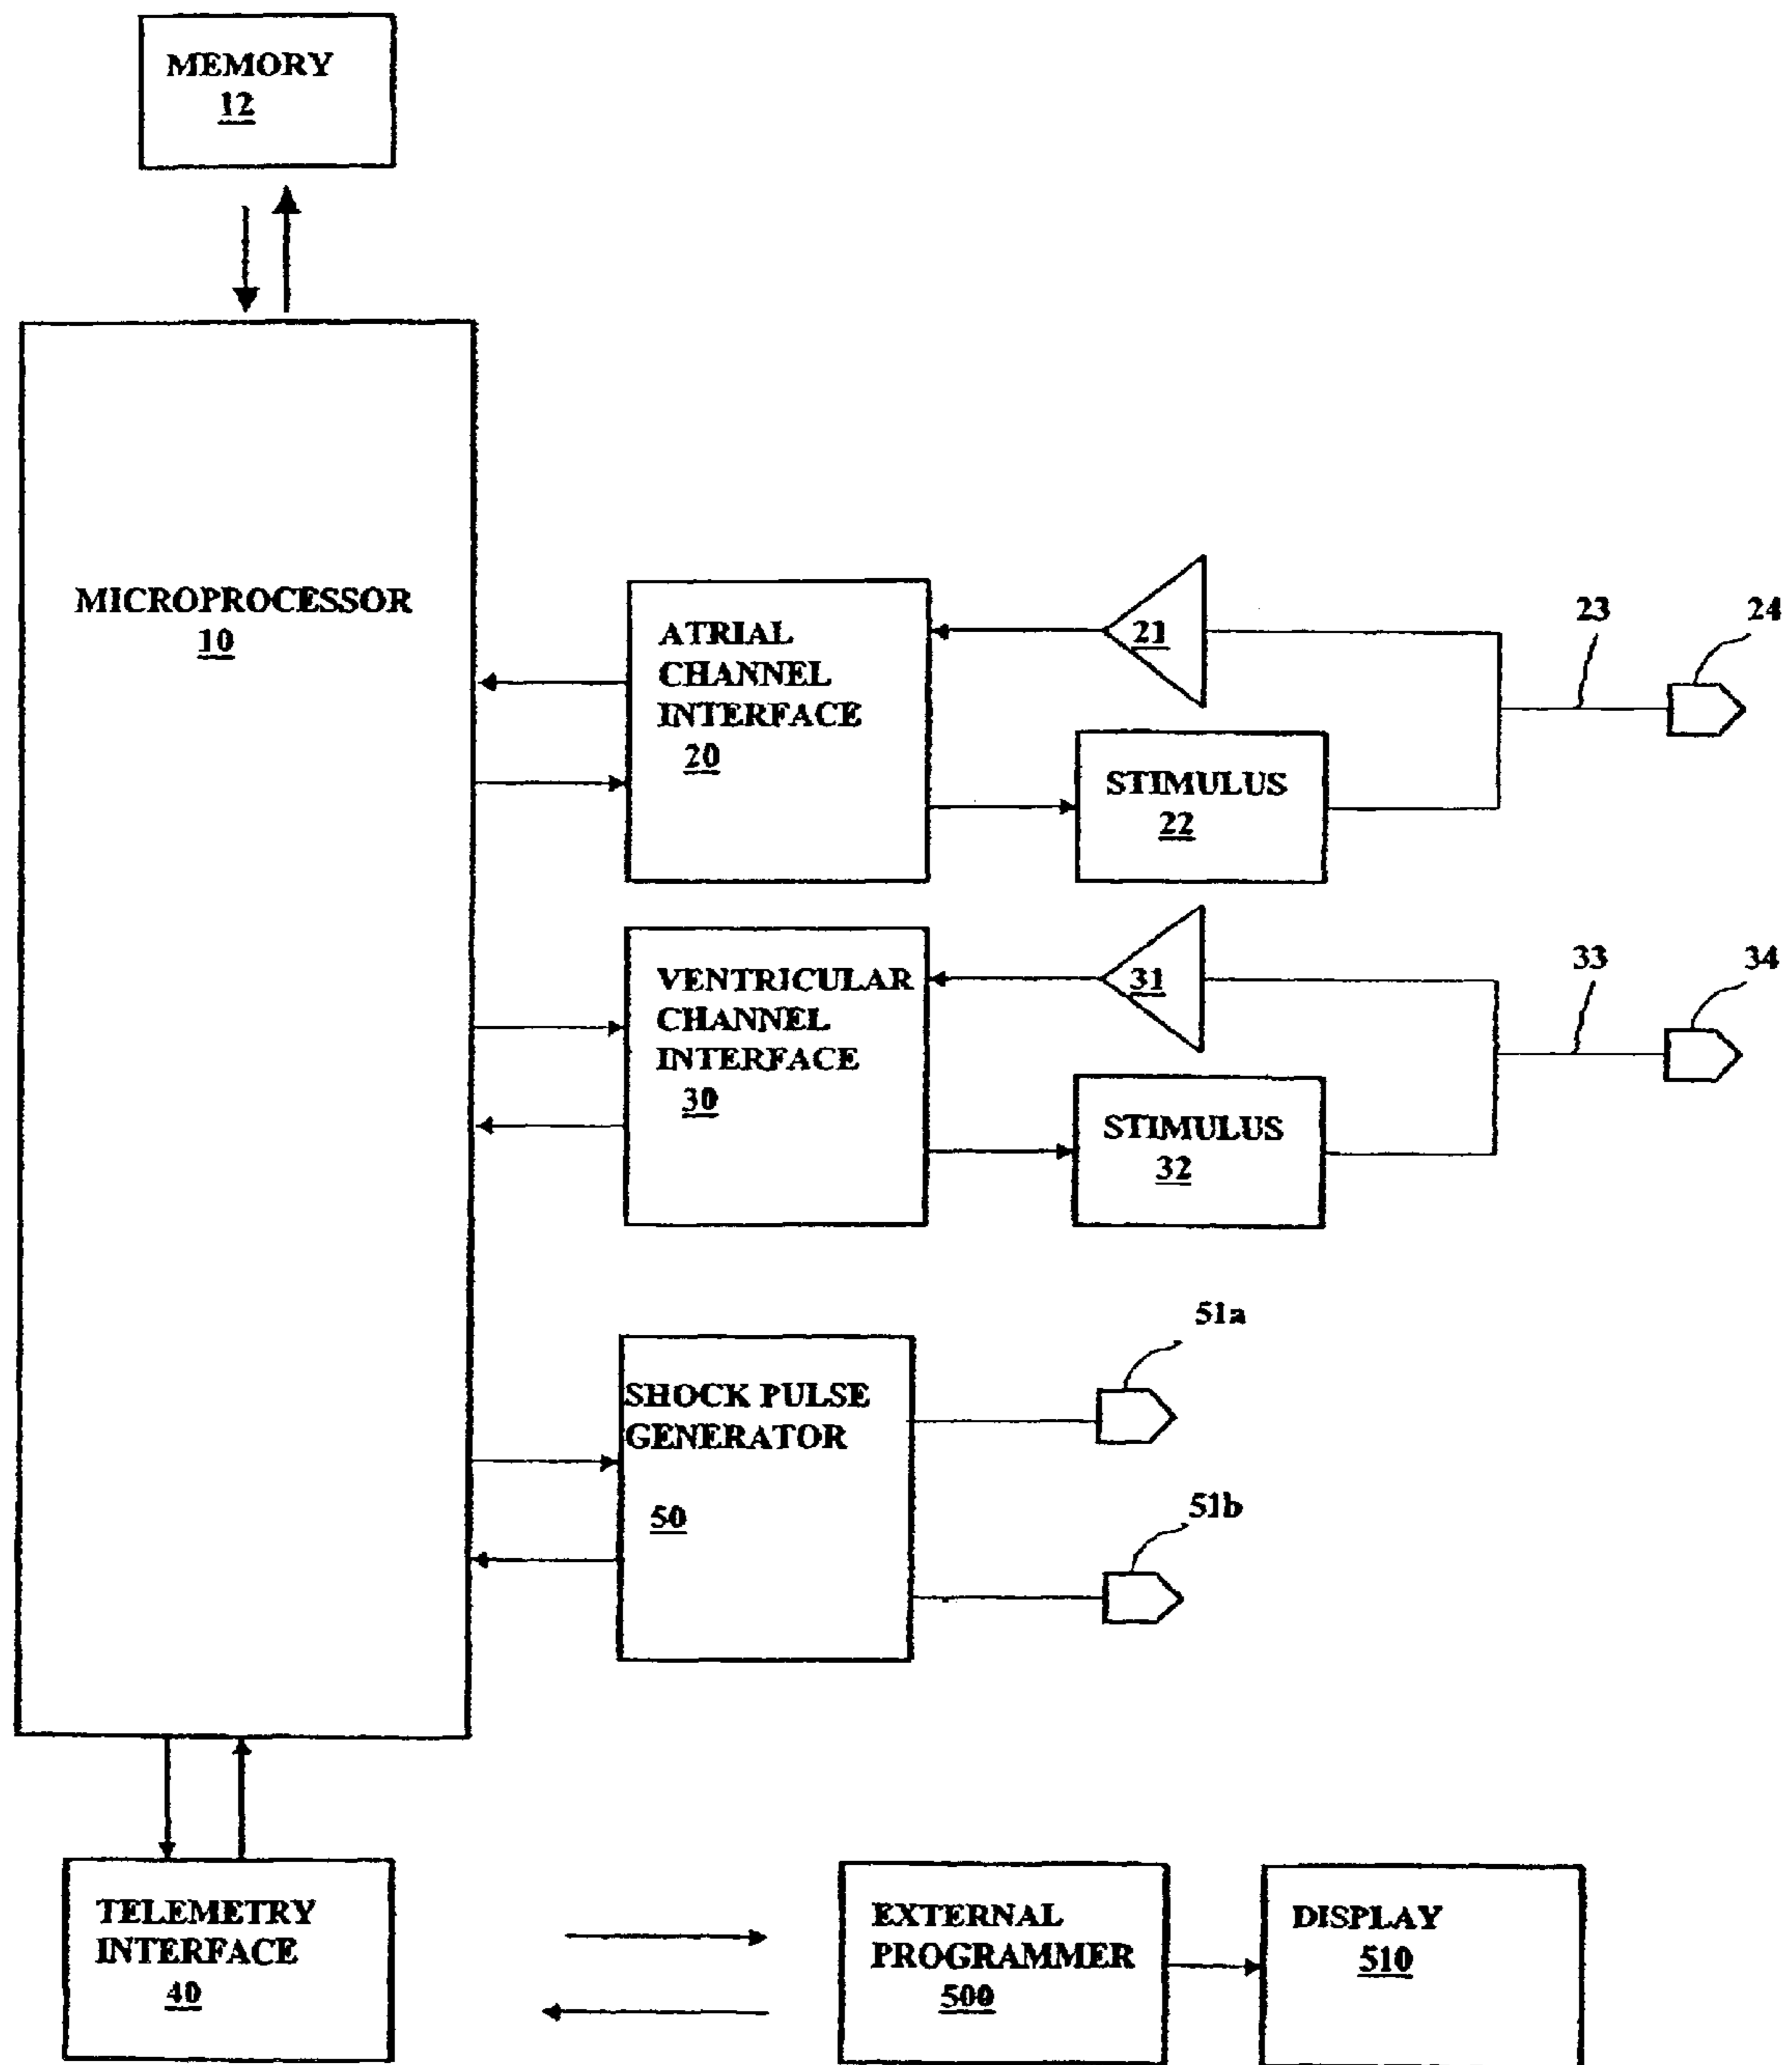 MEMORY
12
MICROPROCESSOR
10
ATRIAL
CHANNEL
INTERFACE
20
21
STIMULUS
22
23
24
VENTRICULAR
CHANNEL
INTERFACE
30
31
STIMULUS
32
33
34
SHOCK PULSE
GENERATOR
50
51a
51b
TELEMETRY
INTERFACE
40
EXTERNAL
PROGRAMMER
500
DISPLAY
510